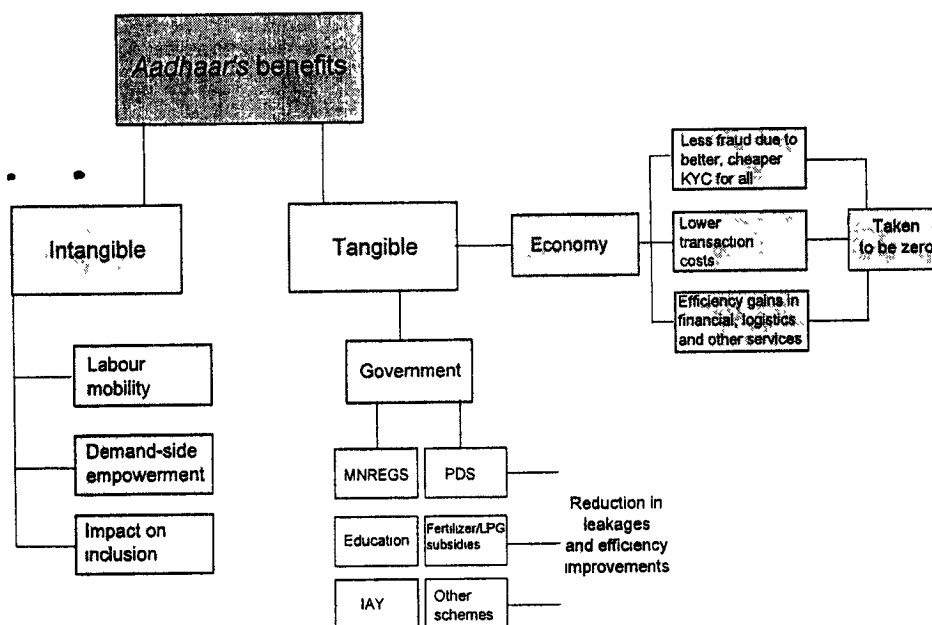 Aadhaar's benefits
Intangible
Labour
mobility
Demand-side
empowerment
Impact on
inclusion
Tangible
Government
MNREGS
PDS
Education
Fertilizer/LPG
subsidies
IAY
Other
schemes
Reduction in
leakages
and efficiency
improvements
Economy
Less fraud due to
better, cheaper
KYC for all
Lower
transaction
costs
Efficiency gains in
financial, logistics
and other services
Taken
to be zero